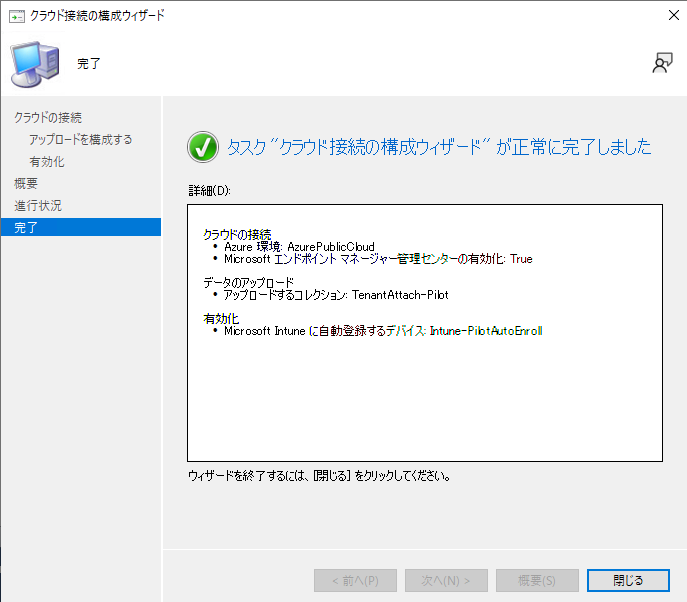 クラウド接続の構成ウィザード
完了
クラウドの接続
アップロードを構成する
有効化
概要
進行状況
完了
タスク "クラウド接続の構成ウィザード" が正常に完了しました
詳細(D):
クラウドの接続
• Azure 環境: AzurePublicCloud
• Microsoft エンドポイント マネージャー管理センターの有効化: True
データのアップロード
• アップロードするコレクション: TenantAttach-Pilot
有効化
• Microsoft Intune に自動登録するデバイス: Intune-PilotAutoEnroll
ウィザードを終了するには、[閉じる] をクリックしてください。
< 前へ(P)
次へ(N) >
概要(S)
閉じる